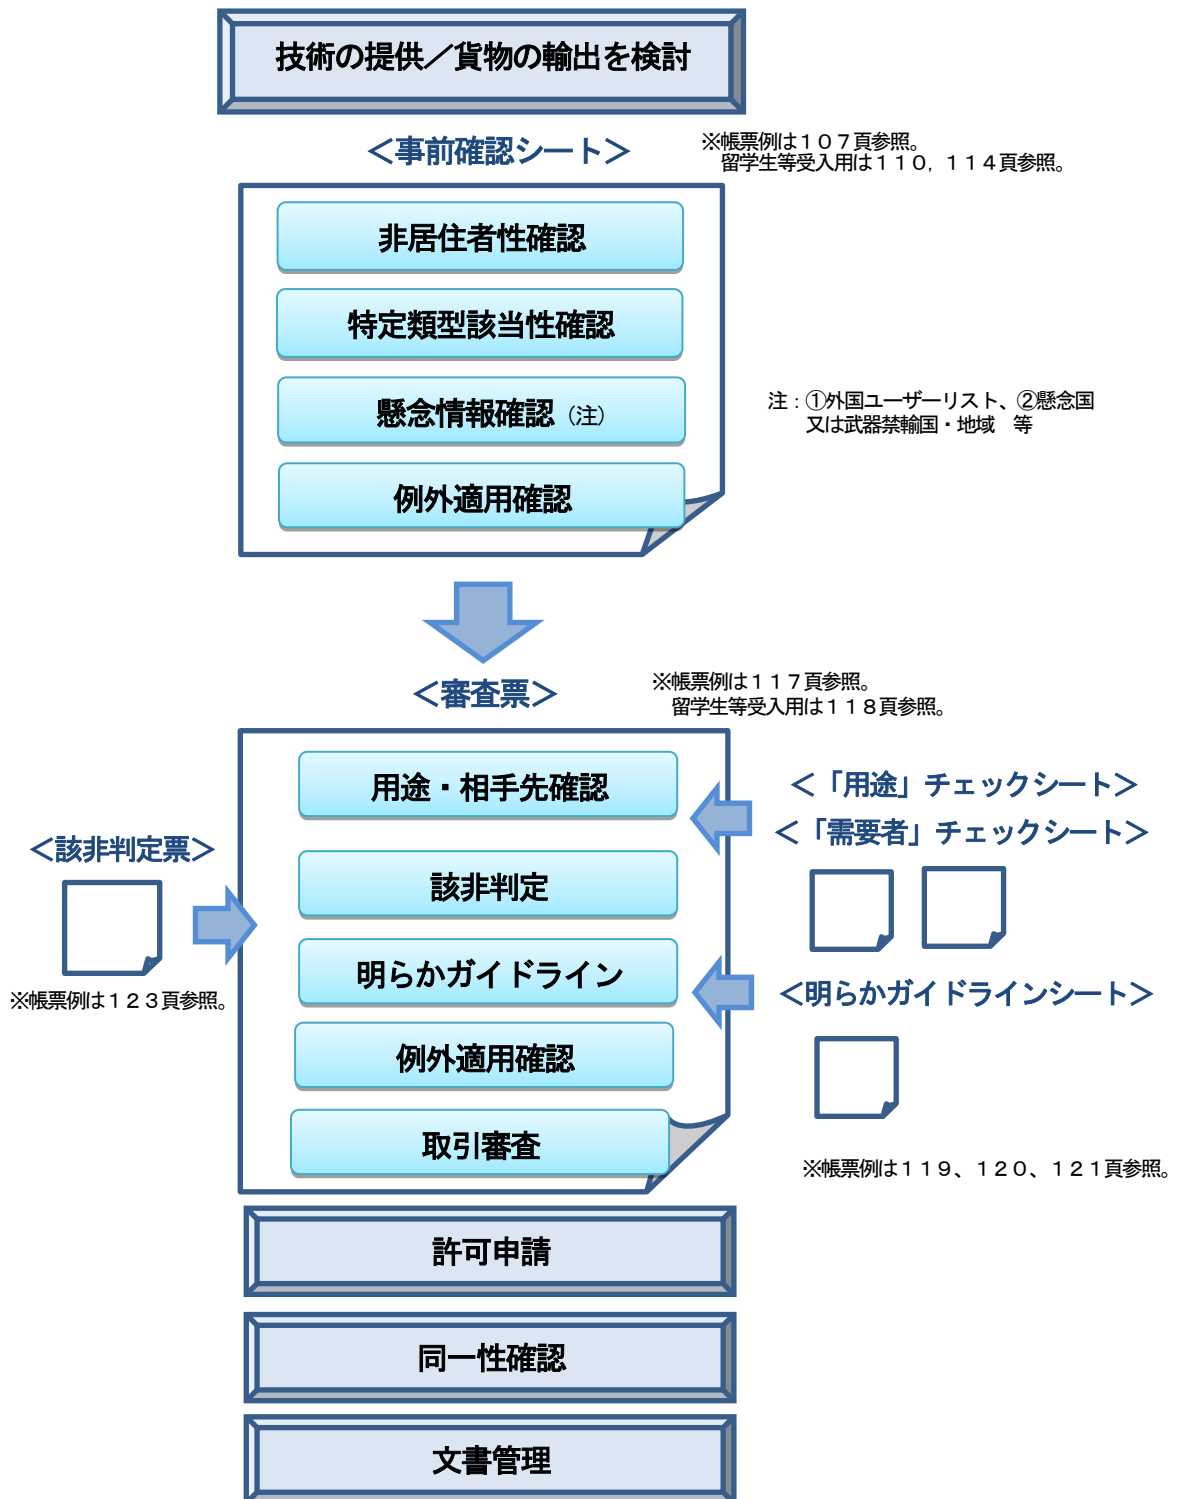 技術の提供／貨物の輸出を検討
＜事前確認シート＞
※帳票例は１０７頁参照。
留学生等受入用は１１０，１１４頁参照。
非居住者性確認
特定類型該当性確認
懸念情報確認（注）
注：①外国ユーザーリスト、②懸念国
又は武器禁輸国・地域　等
例外適用確認
＜審査票＞
※帳票例は１１７頁参照。
留学生等受入用は１１８頁参照。
用途・相手先確認
＜「用途」チェックシート＞
＜「需要者」チェックシート＞
＜該非判定票＞
※帳票例は１２３頁参照。
該非判定
明らかガイドライン
＜明らかガイドラインシート＞
例外適用確認
取引審査
※帳票例は１１９、１２０、１２１頁参照。
許可申請
同一性確認
文書管理